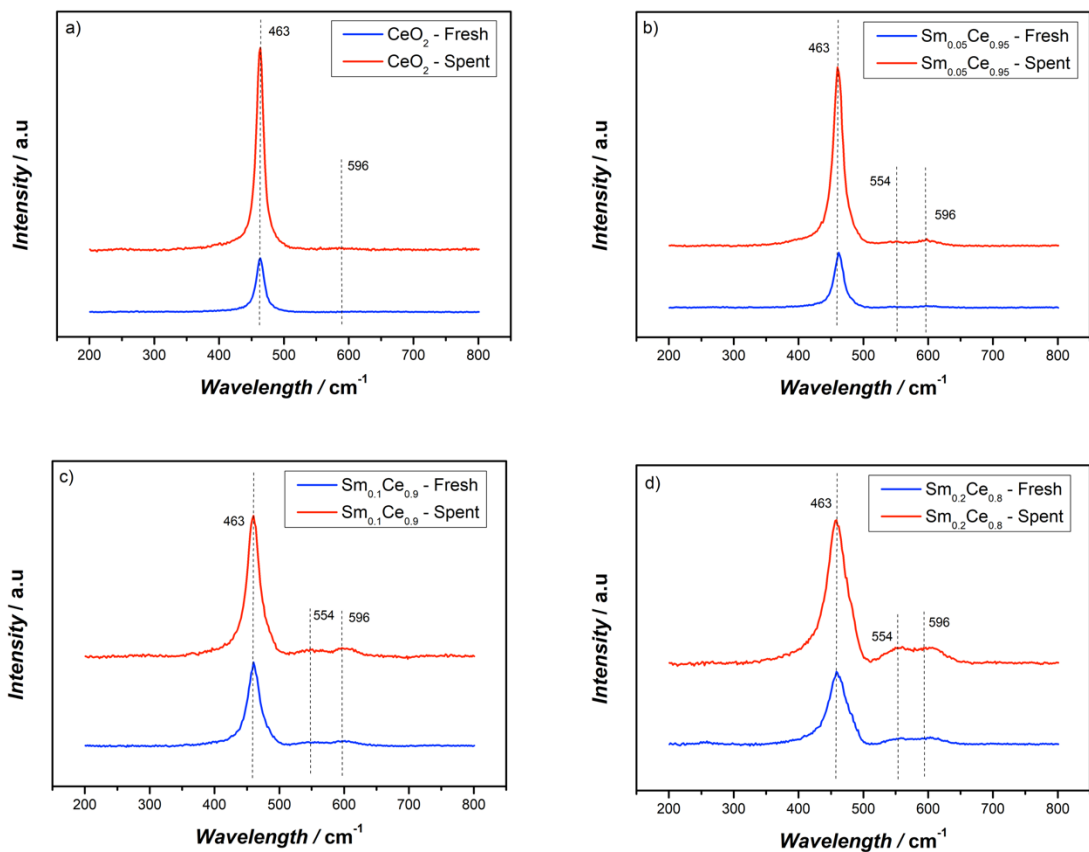 a)
463
CeO2 - Fresh
CeO2 - Spent
596
Intensity / a.u
200 300 400 500 600 700 800
Wavelength / cm-1
b)
463
Sm0.05Ce0.95 - Fresh
Sm0.05Ce0.95 - Spent
554
596
Intensity / a.u
200 300 400 500 600 700 800
Wavelength / cm-1
c)
463
Sm0.1Ce0.9 - Fresh
Sm0.1Ce0.9 - Spent
554
596
Intensity / a.u
200 300 400 500 600 700 800
Wavelength / cm-1
d)
463
Sm0.2Ce0.8 - Fresh
Sm0.2Ce0.8 - Spent
554
596
Intensity / a.u
200 300 400 500 600 700 800
Wavelength / cm-1